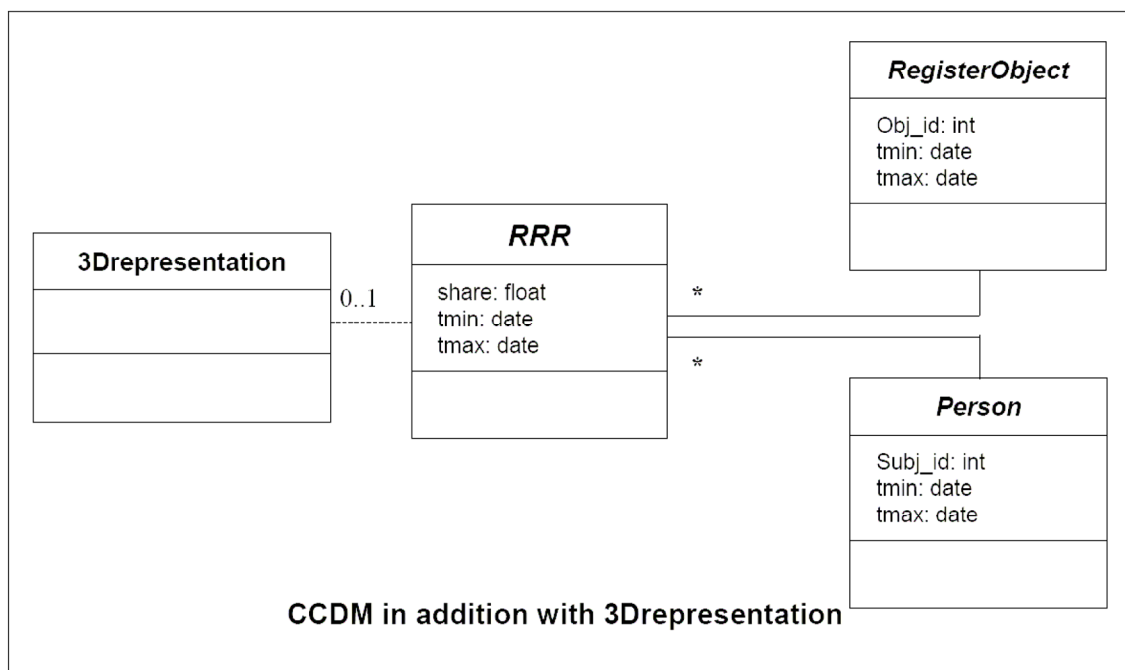 RegisterObject
Obj_id: int
tmin: date
tmax: date
RRR
share: float
tmin: date
tmax: date
3Drepresentation
0..1
*
*
Person
Subj_id: int
tmin: date
tmax: date
CCDM in addition with 3Drepresentation